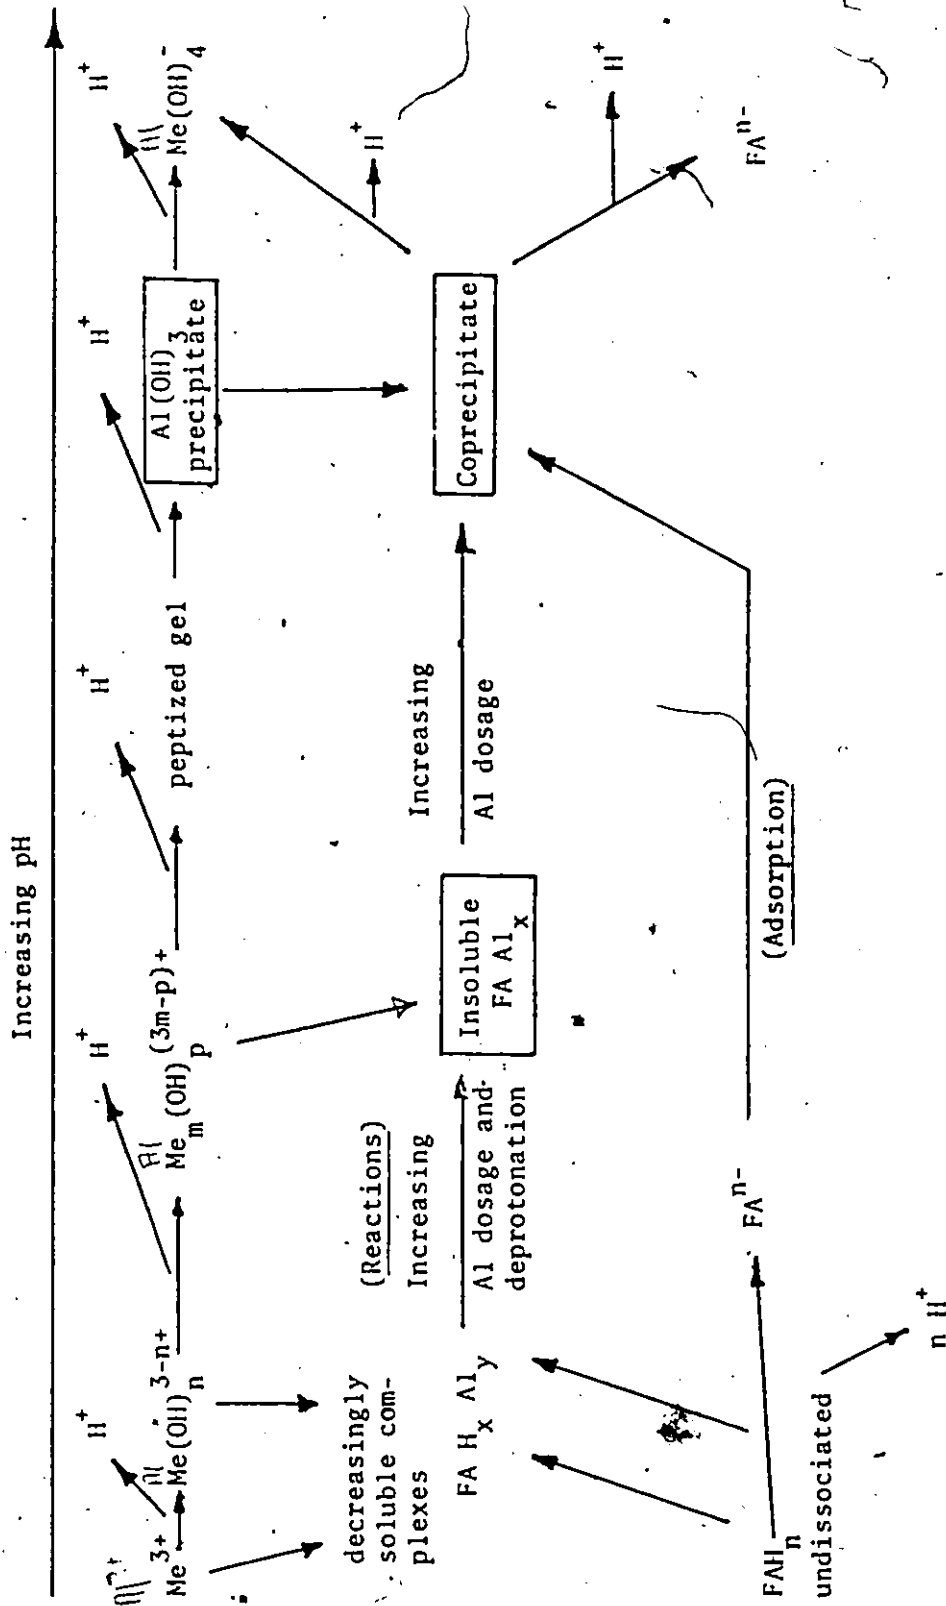 Increasing pH
H+ H+ H+ H+ H+
Al3+ Al Al Al
Me3+ Me(OH)n3-n+ Mem(OH)p(3m-p)+ peptized gel Al(OH)3 Me(OH)4-
precipitate
decreasingly
soluble com-
plexes
(Reactions)
Increasing
Al dosage and
deprotonation
FA Hx Aly
Insoluble
FA Alx
Increasing
Al dosage
Coprecipitate
H+
H+
FAHn
undissociated
n H+
FAn-
(Adsorption)
FAn-